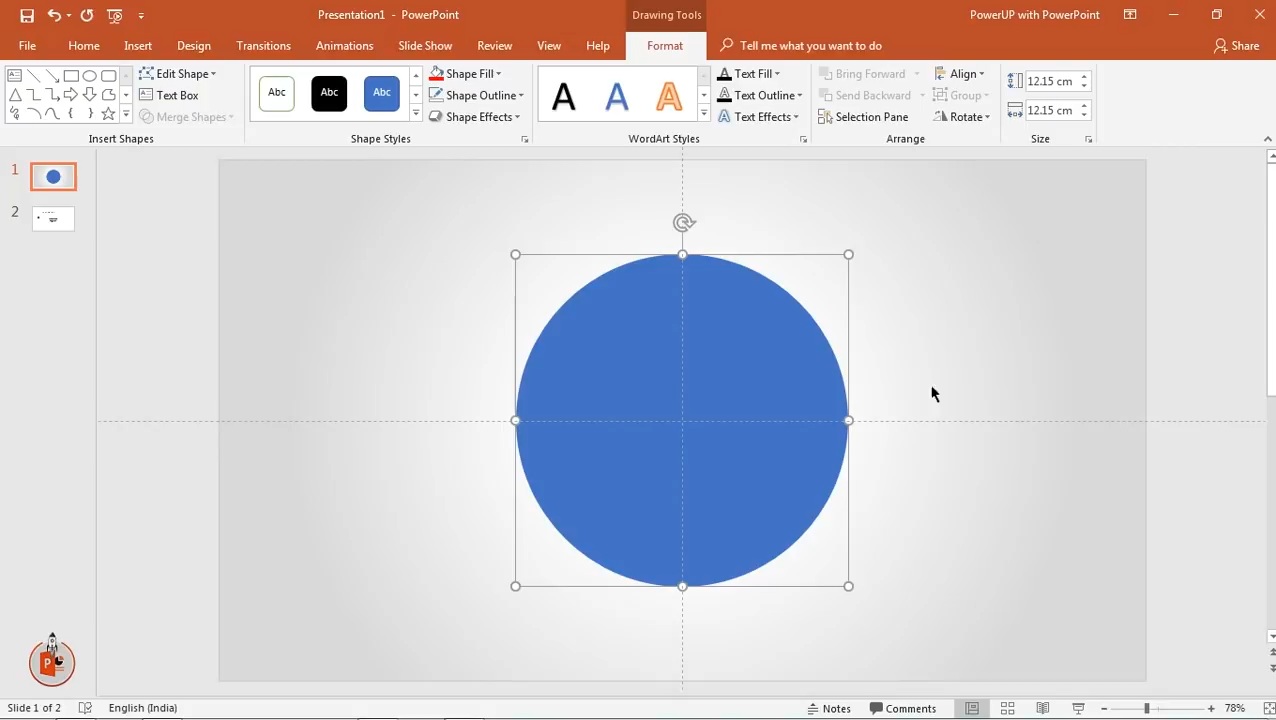 Presentation1 - PowerPoint
Drawing Tools
PowerUP with PowerPoint
File
Home
Insert
Design
Transitions
Animations
Slide Show
Review
View
Help
Format
Tell me what you want to do
Share
Edit Shape
Text Box
Merge Shapes
Insert Shapes
Abc
Abc
Abc
Shape Fill
Shape Outline
Shape Effects
Shape Styles
A
A
A
Text Fill
Text Outline
Text Effects
WordArt Styles
Bring Forward
Send Backward
Selection Pane
Align
Group
Rotate
Arrange
12.15 cm
12.15 cm
Size
1
2
P
Slide 1 of 2
English (India)
Notes
Comments
78%